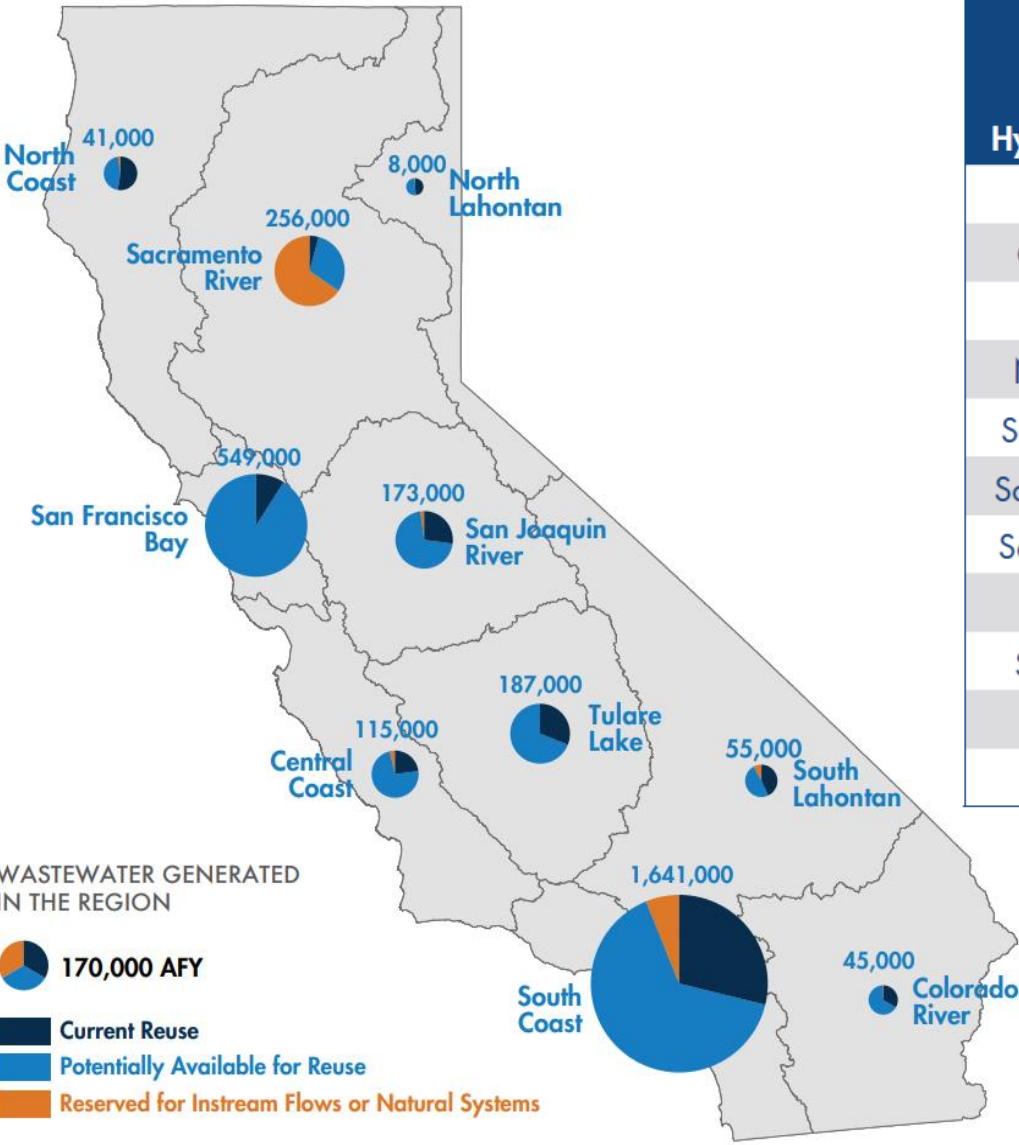 41,000
North
Coast
8,000
North
Lahontan
256,000
Sacramento
River
549,000
San Francisco
Bay
173,000
San Joaquin
River
187,000
Tulare
Lake
115,000
Central
Coast
55,000
South
Lahontan
1,641,000
South
Coast
45,000
Colorado
River
WASTEWATER GENERATED
IN THE REGION
170,000 AFY
Current Reuse
Potentially Available for Reuse
Reserved for Instream Flows or Natural Systems
Hy